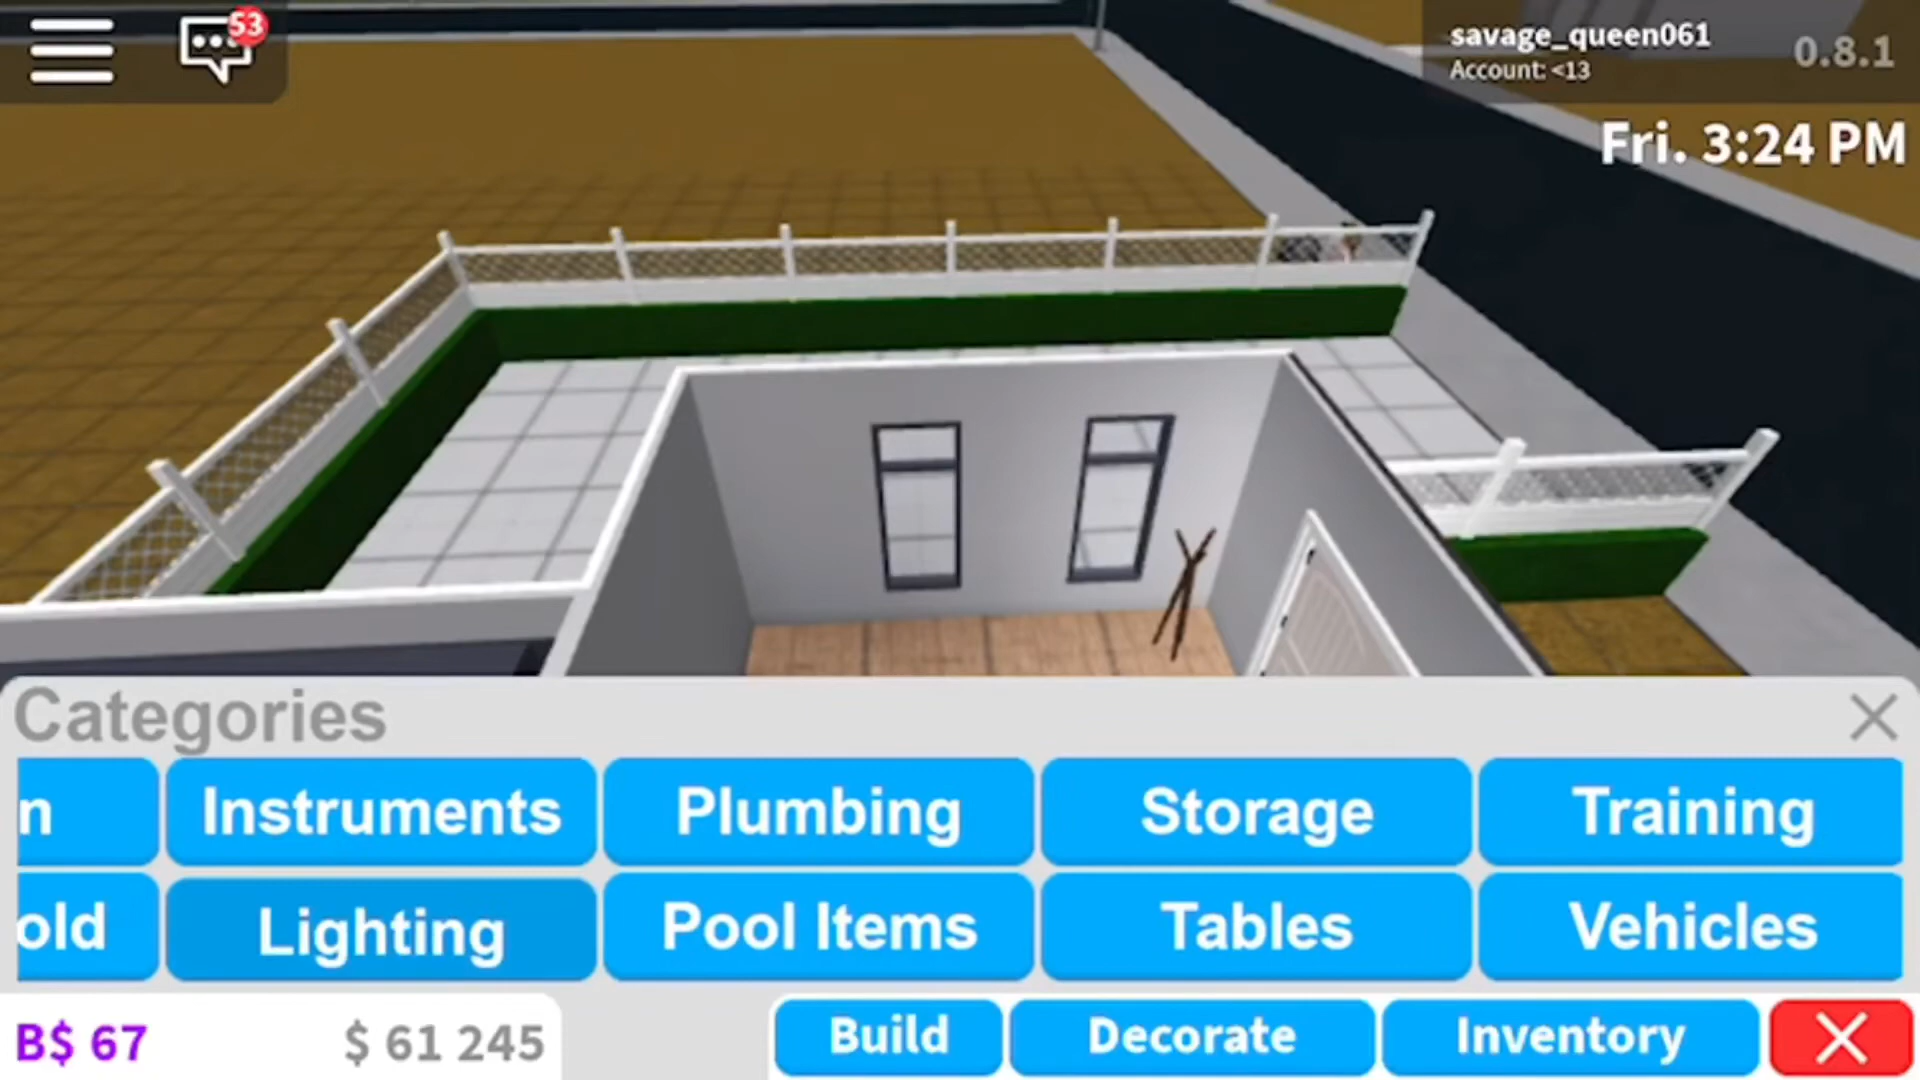 53
savage_queen061
Account: <13
0.8.1
Fri. 3:24 PM
Categories
n
Instruments
Plumbing
Storage
Training
old
Lighting
Pool Items
Tables
Vehicles
B$ 67
$ 61 245
Build
Decorate
Inventory